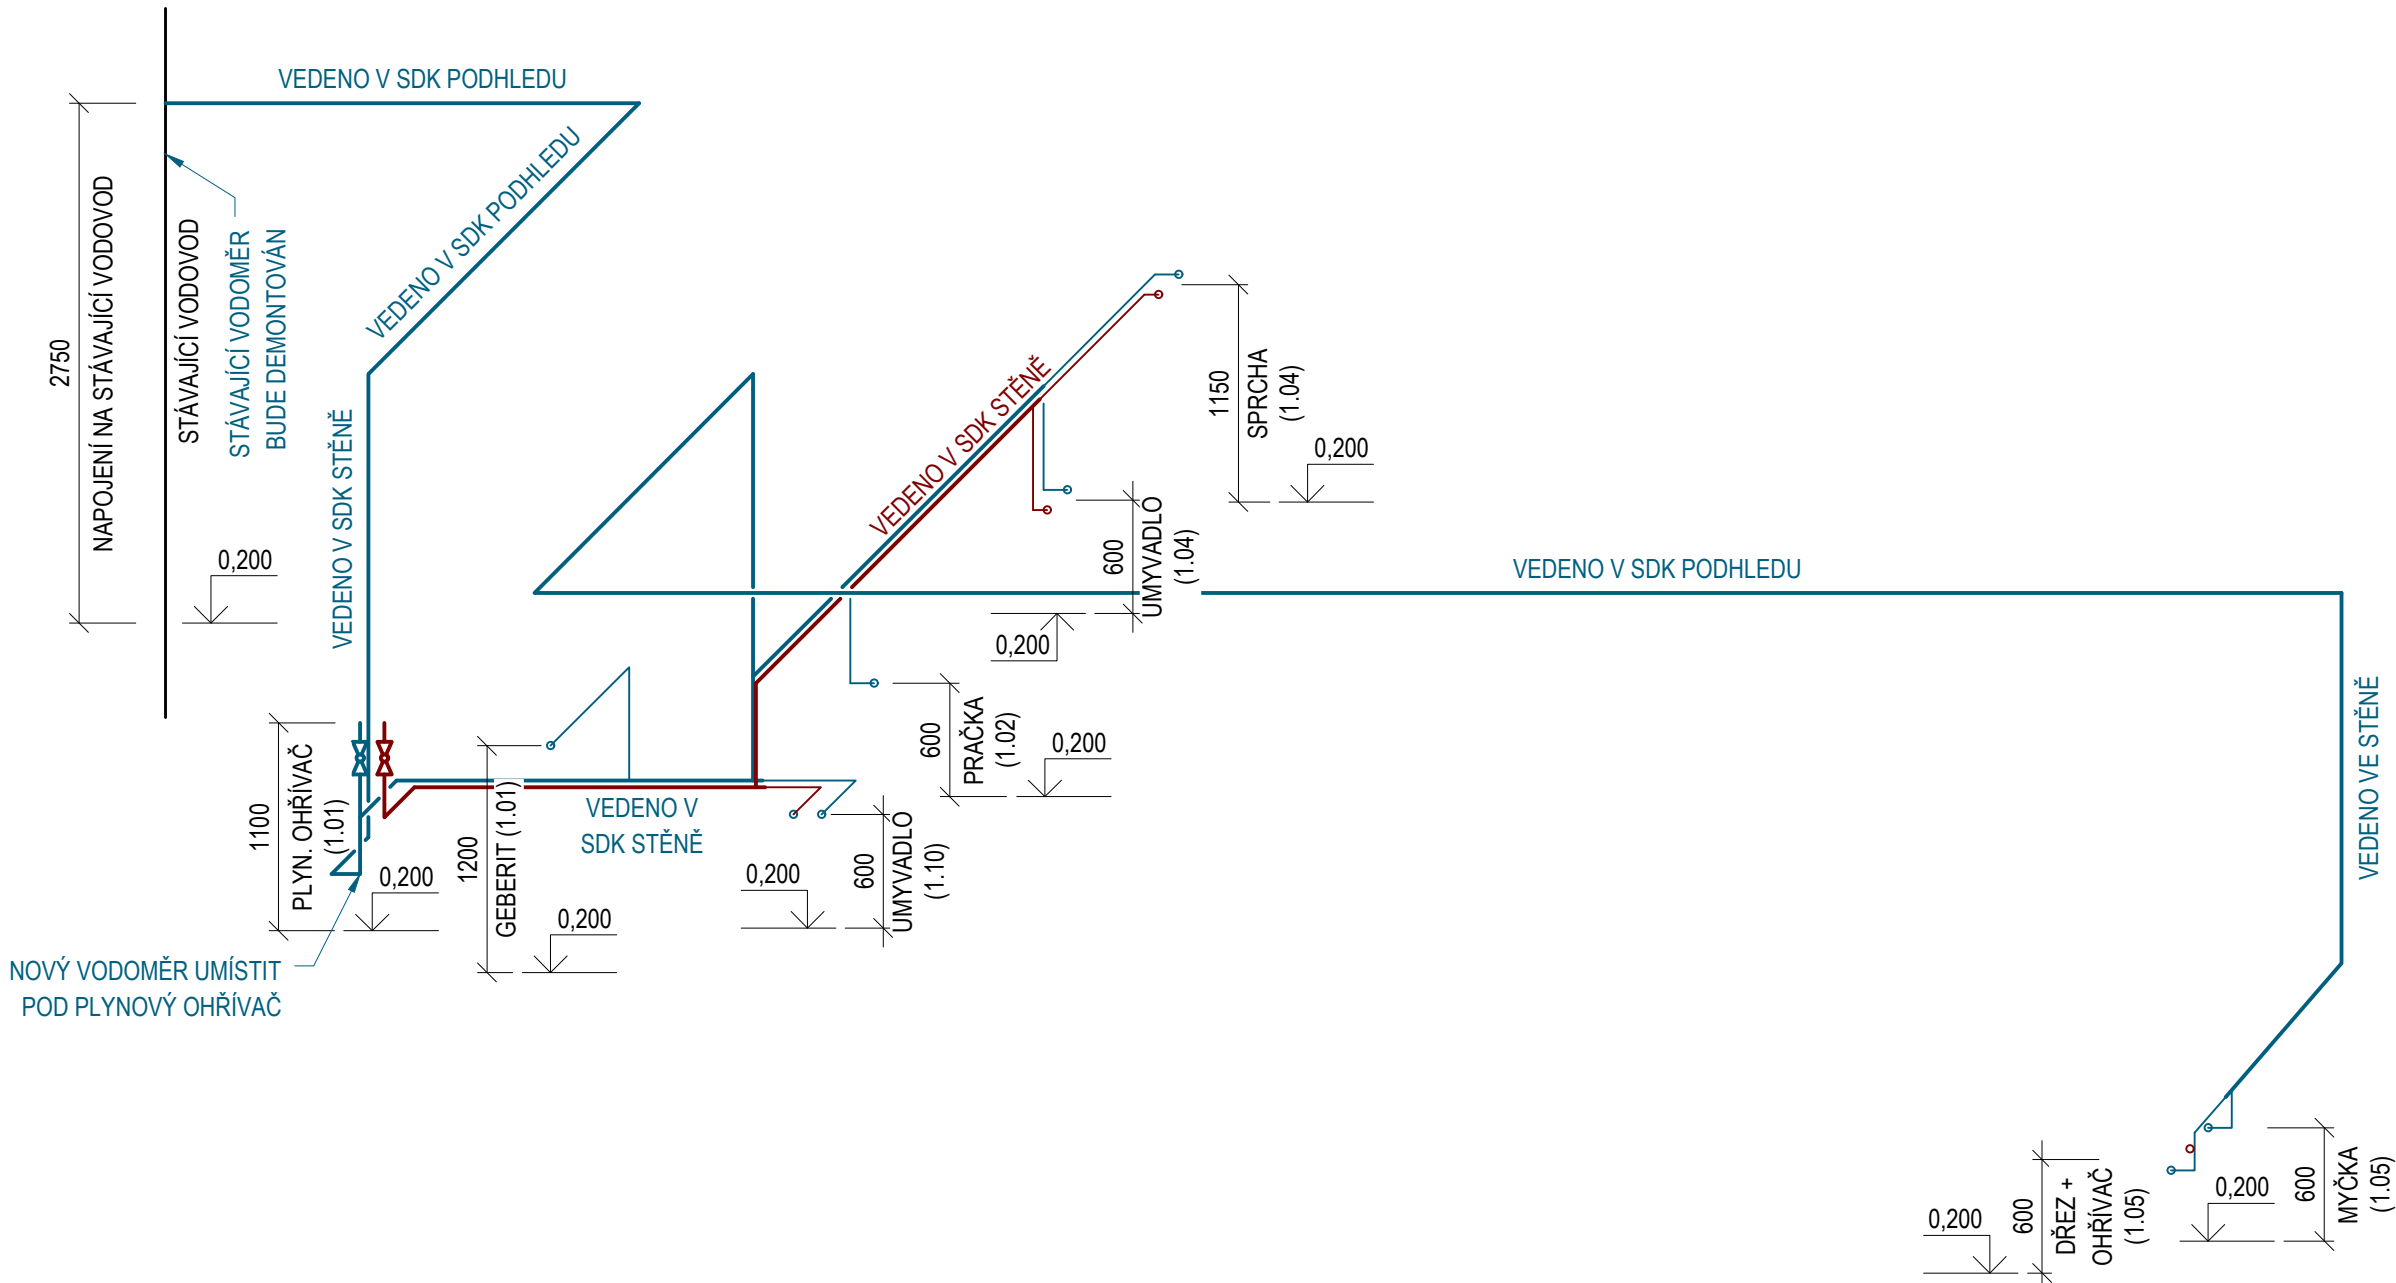 VEDENO V SDK PODHLEDU
2750
NAPOJENÍ NA STÁVAJÍCÍ VODOVOD
STÁVAJÍCÍ VODOVOD
STÁVAJÍCÍ VODOMĚR
BUDE DEMONTOVÁN
VEDENO V SDK PODHLEDU
VEDENO V SDK STĚNĚ
0,200
VEDENO V SDK STĚNĚ
1150
SPRCHA
(1.04)
0,200
600
UMYVADLO
(1.04)
0,200
VEDENO V SDK PODHLEDU
600
PRAČKA
(1.02)
0,200
VEDENO VE STĚNĚ
1100
PLYN. OHŘÍVAČ
(1.01)
0,200
1200
GEBERIT (1.01)
0,200
VEDENO V
SDK STĚNĚ
0,200
600
UMYVADLO
(1.10)
NOVÝ VODOMĚR UMÍSTIT
POD PLYNOVÝ OHŘÍVAČ
0,200
600
DŘEZ +
OHŘÍVAČ
(1.05)
0,200
600
MYČKA
(1.05)